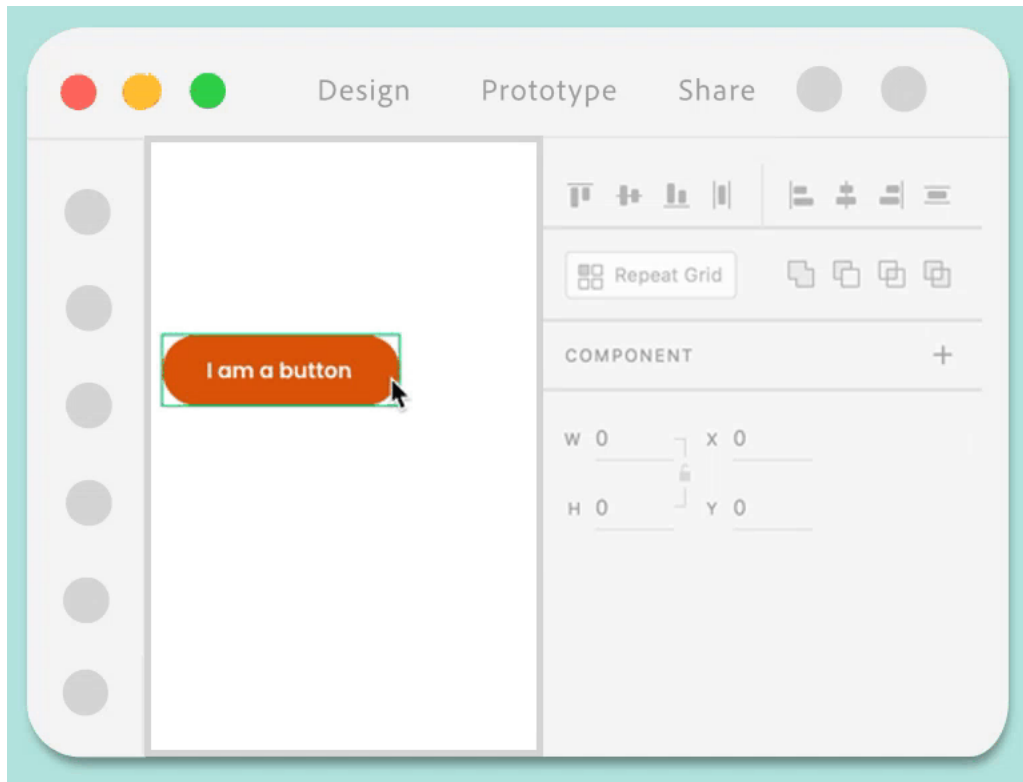 Design Prototype Share
I am a button
Repeat Grid
COMPONENT +
W 0 X 0
H 0 Y 0